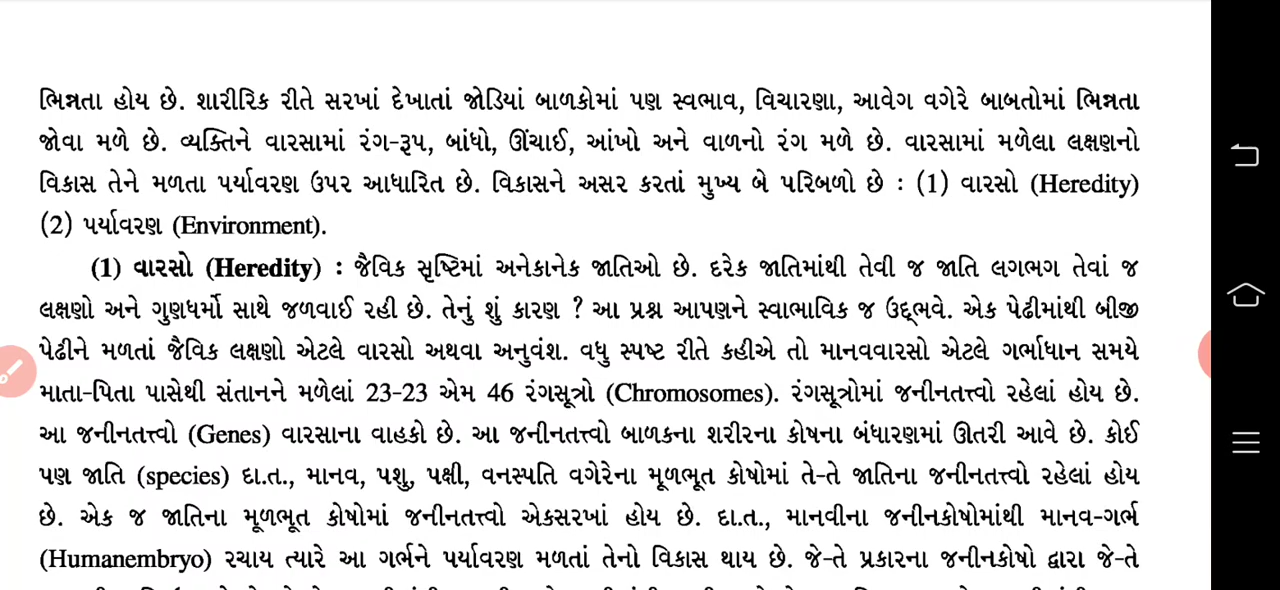 ભિન્નતા હોય છે. શારીરિક રીતે સરખાં દેખાતાં જોડિયાં બાળકોમાં પણ સ્વભાવ, વિચારણા, આવેગ વગેરે બાબતોમાં ભિન્નતા
જોવા મળે છે. વ્યક્તિને વારસામાં રંગ-રૂપ, બાંધો, ઊંચાઈ, આંખો અને વાળનો રંગ મળે છે. વારસામાં મળેલા લક્ષણનો
વિકાસ તેને મળતા પર્યાવરણ ઉપર આધારિત છે. વિકાસને અસર કરતાં મુખ્ય બે પરિબળો છે : (1) વારસો (Heredity)
(2) પર્યાવરણ (Environment).
(1) વારસો (Heredity) : જૈવિક સૃષ્ટિમાં અનેકાનેક જાતિઓ છે. દરેક જાતિમાંથી તેવી જ જાતિ લગભગ તેવાં જ
લક્ષણો અને ગુણધર્મો સાથે જળવાઈ રહી છે. તેનું શું કારણ ? આ પ્રશ્ન આપણને સ્વાભાવિક જ ઉદ્ભવે. એક પેઢીમાંથી બીજી
પેઢીને મળતાં જૈવિક લક્ષણો એટલે વારસો અથવા અનુવંશ. વધુ સ્પષ્ટ રીતે કહીએ તો માનવવારસો એટલે ગર્ભાધાન સમયે
માતા-પિતા પાસેથી સંતાનને મળેલાં 23-23 એમ 46 રંગસૂત્રો (Chromosomes). રંગસૂત્રોમાં જનીનતત્ત્વો રહેલાં હોય છે.
આ જનીનતત્ત્વો (Genes) વારસાના વાહકો છે. આ જનીનતત્ત્વો બાળકના શરીરના કોષના બંધારણમાં ઊતરી આવે છે. કોઈ
પણ જાતિ (species) દા.ત., માનવ, પશુ, પક્ષી, વનસ્પતિ વગેરેના મૂળભૂત કોષોમાં તે-તે જાતિના જનીનતત્ત્વો રહેલાં હોય
છે. એક જ જાતિના મૂળભૂત કોષોમાં જનીનતત્ત્વો એકસરખાં હોય છે. દા.ત., માનવીના જનીનકોષોમાંથી માનવ-ગર્ભ
(Humanembryo) રચાય ત્યારે આ ગર્ભને પર્યાવરણ મળતાં તેનો વિકાસ થાય છે. જે-તે પ્રકારના જનીનકોષો દ્વારા જે-તે